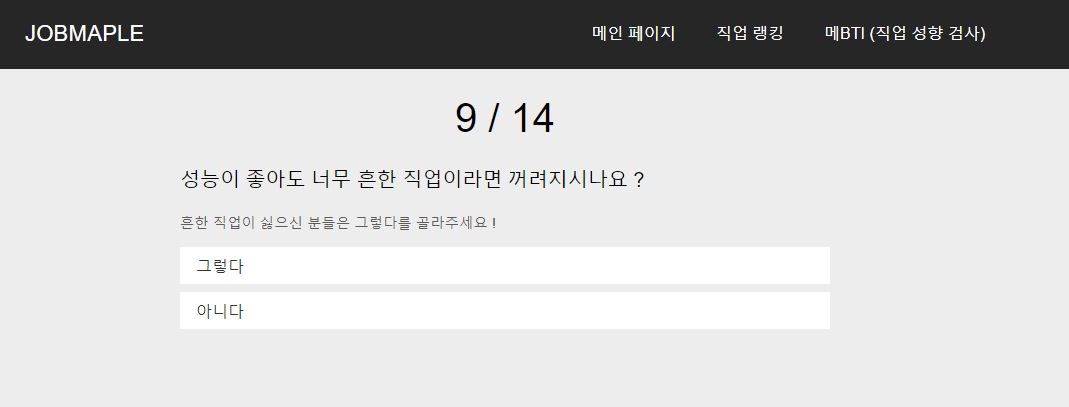 JOBMAPLE 메인 페이지 직업 랭킹 메BTI (직업 성향 검사)
9 / 14
성능이 좋아도 너무 흔한 직업이라면 꺼려지시나요 ?
흔한 직업이 싫으신 분들은 그렇다를 골라주세요 !
그렇다
아니다